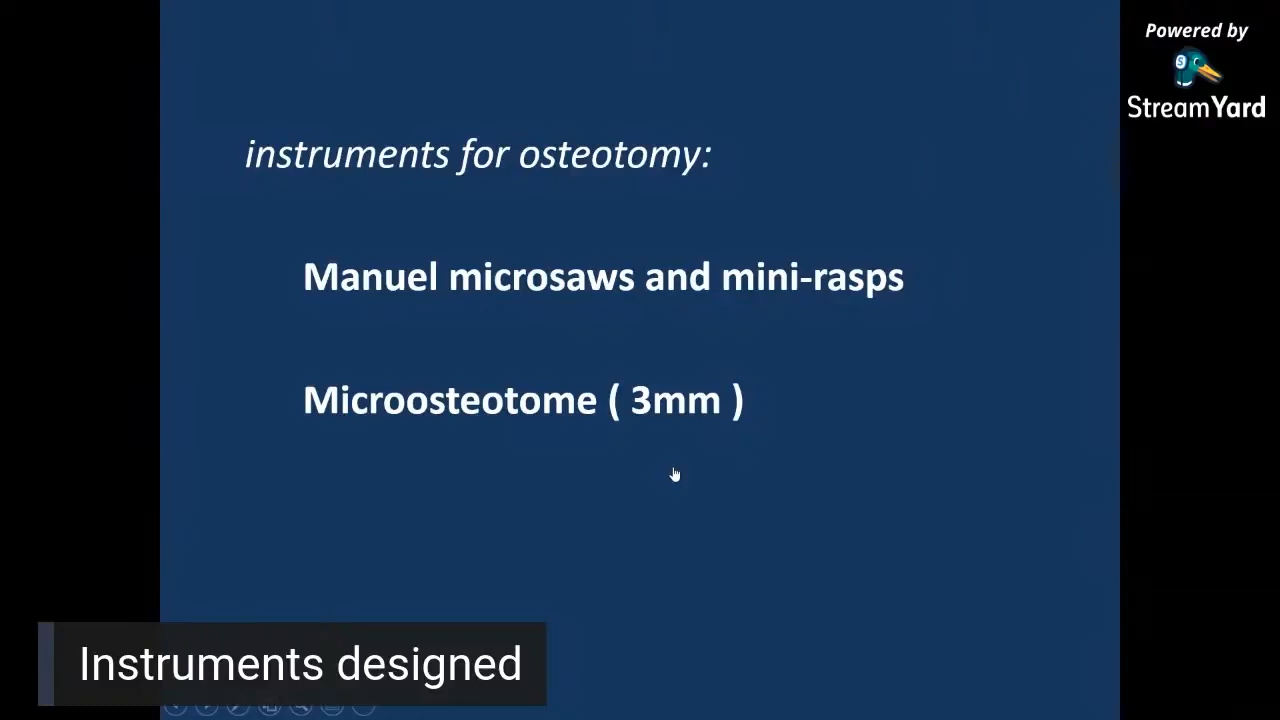 Powered by
StreamYard
instruments for osteotomy:
Manuel microsaws and mini-rasps
Microosteotome ( 3mm )
Instruments designed